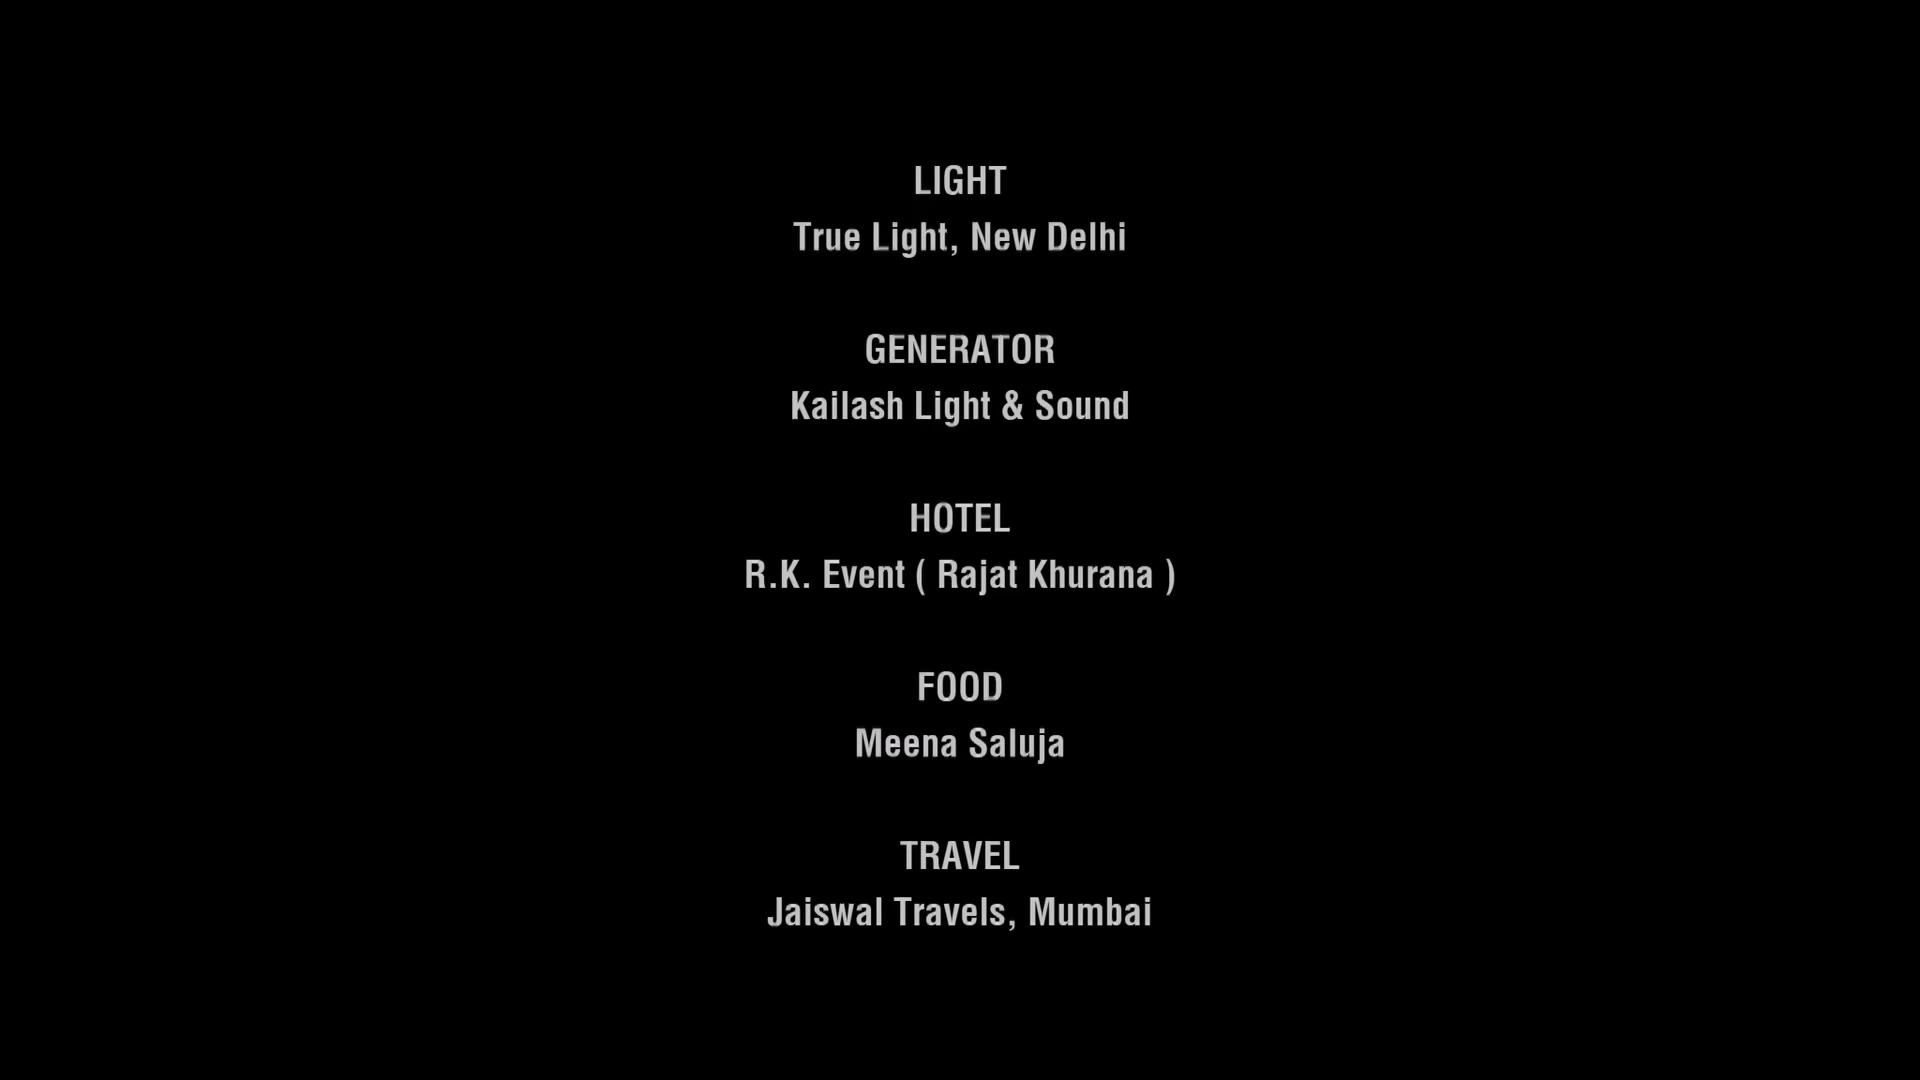 LIGHT
True Light, New Delhi
GENERATOR
Kailash Light & Sound
HOTEL
R.K. Event ( Rajat Khurana )
FOOD
Meena Saluja
TRAVEL
Jaiswal Travels, Mumbai